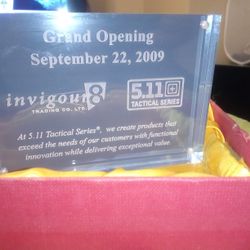 Grand Opening
September 22, 2009
invigour8
TRADING CO., LTD.
5.11
TACTICAL SERIES
At 5.11 Tactical Series®, we create products that
exceed the needs of our customers with functional
innovation while delivering exceptional value.